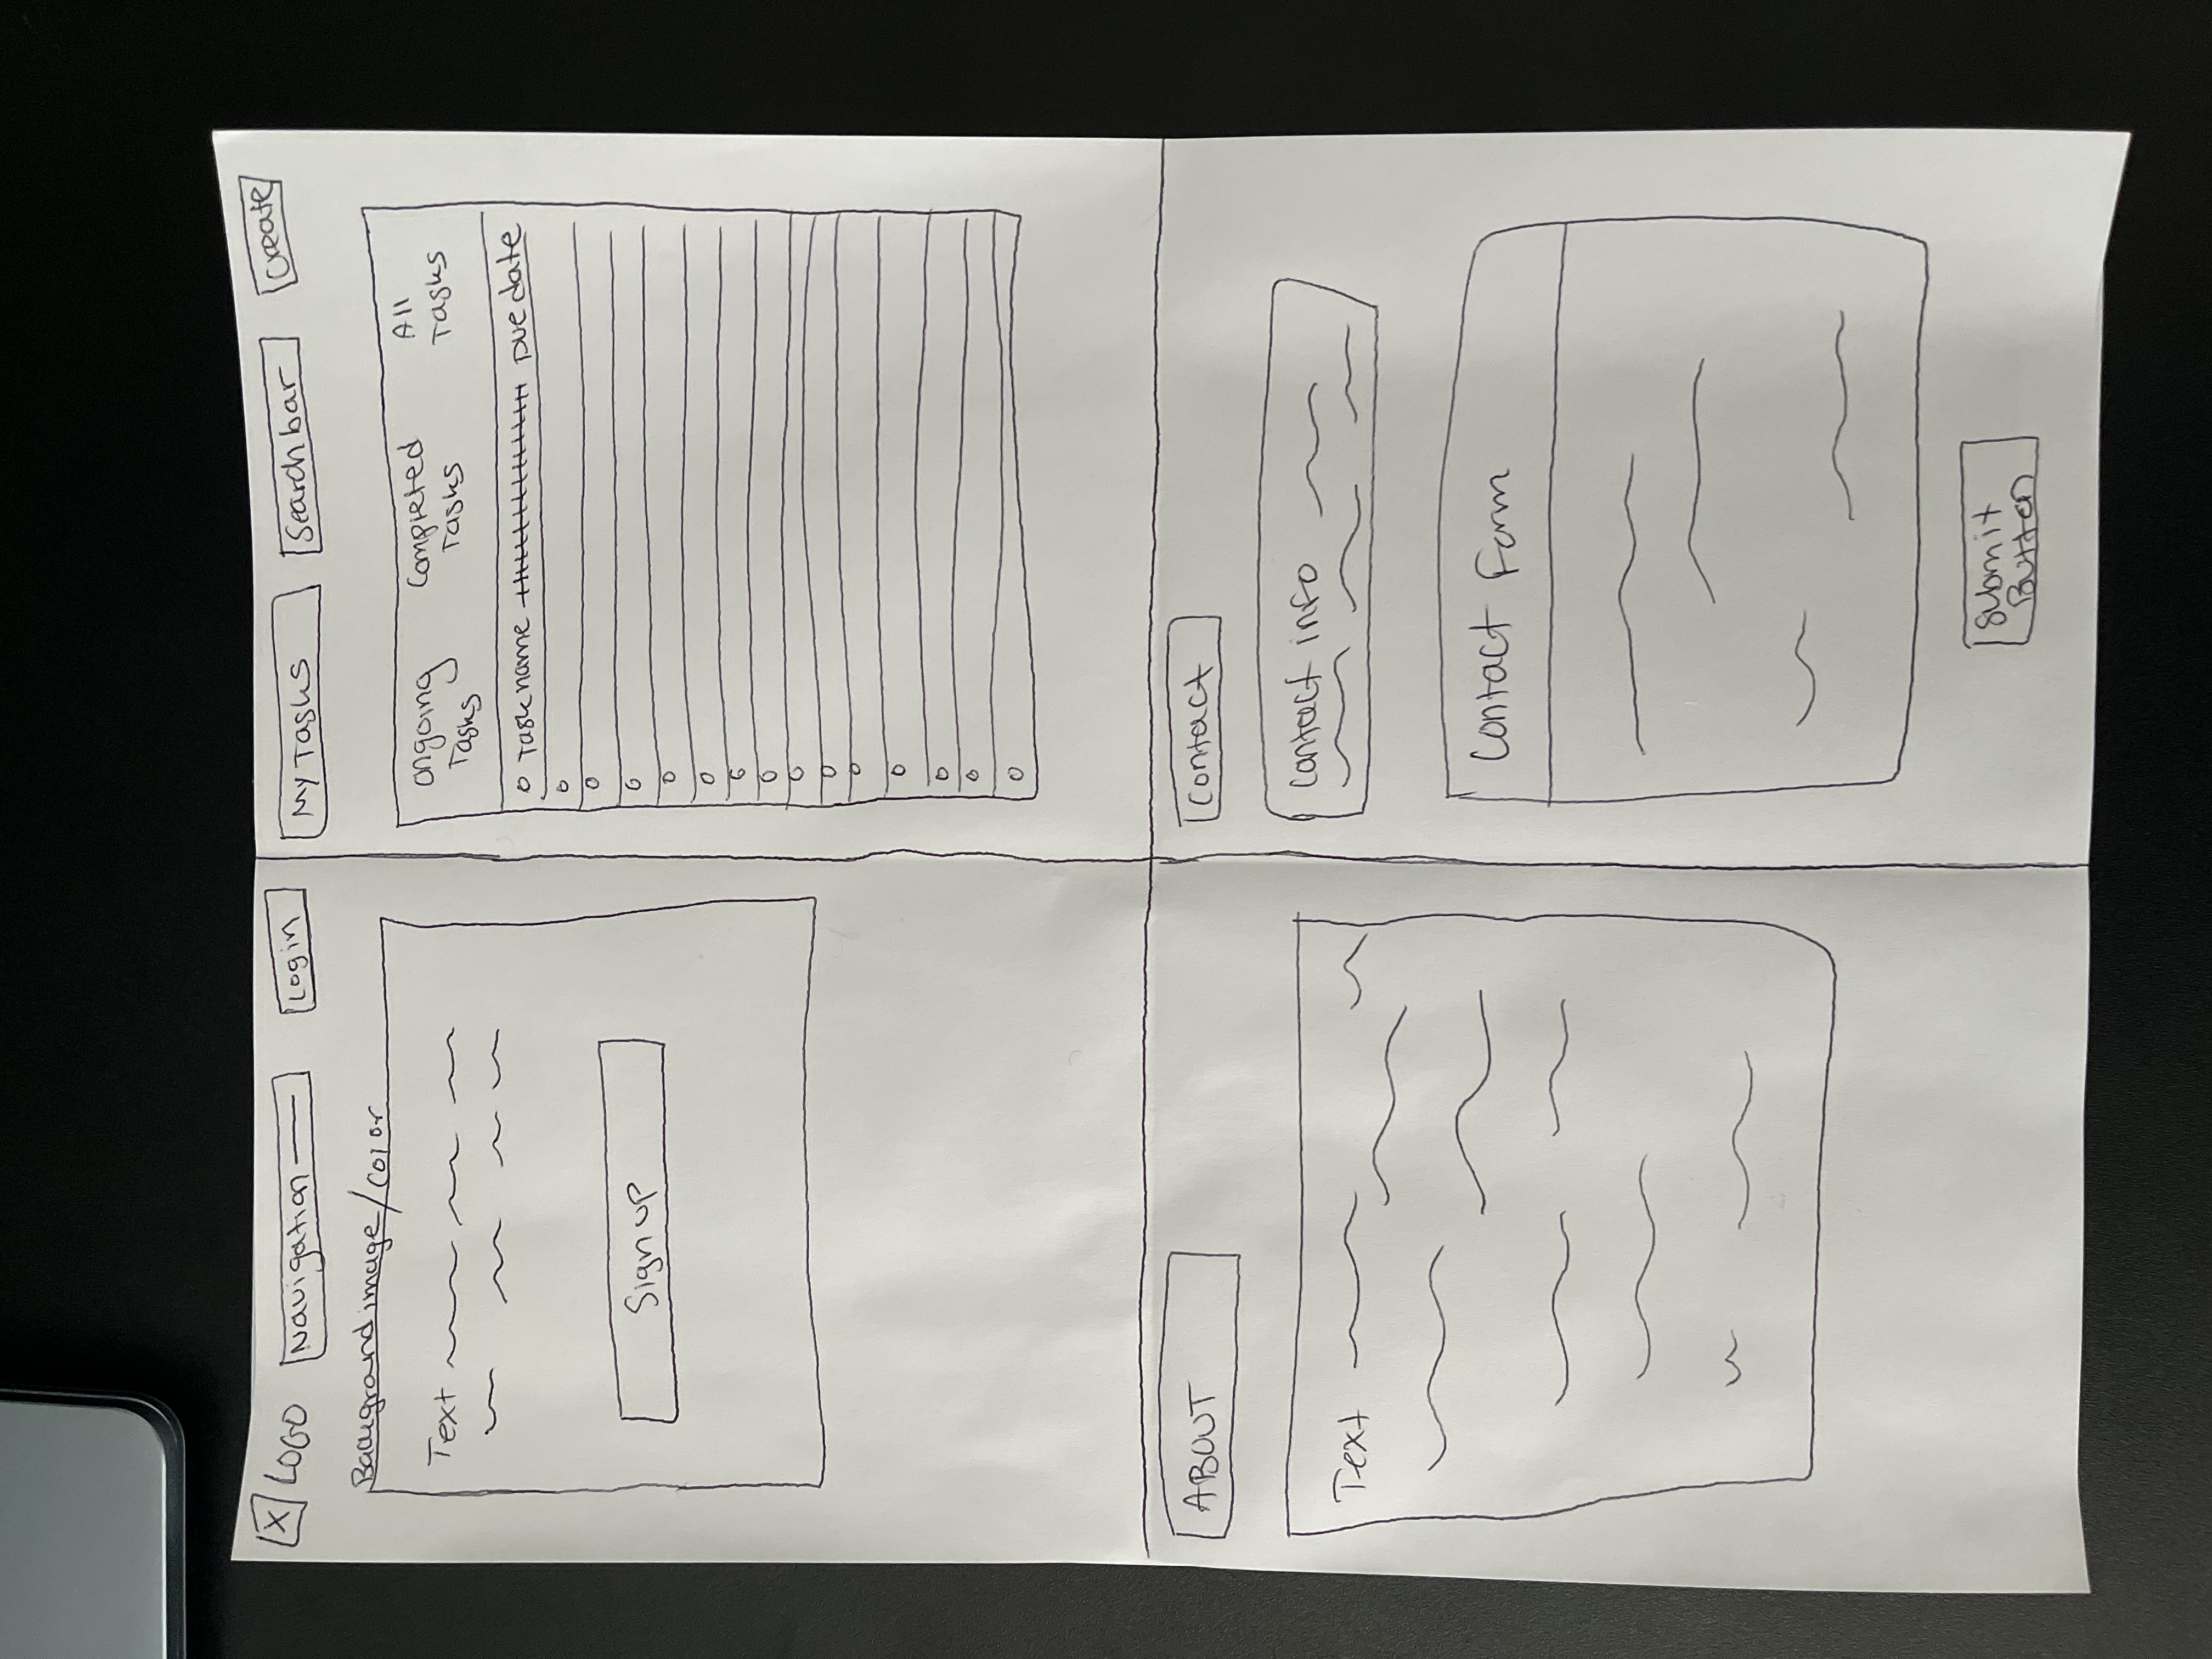 X LOGO
Navigation
Login
Background image/color
Text
Sign up
My Tasks
Search bar
Create
Ongoing
Tasks
Completed
Tasks
All
Tasks
Task name
Due date
ABOUT
Text
Contact
Contact info
Contact Form
Submit
Button